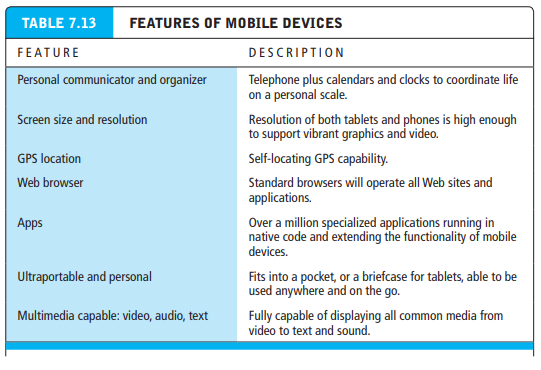 TABLE 7.13 FEATURES OF MOBILE DEVICES
FEATURE DESCRIPTION
Personal communicator and organizer Telephone plus calendars and clocks to coordinate life
on a personal scale.
Screen size and resolution Resolution of both tablets and phones is high enough
to support vibrant graphics and video.
GPS location Self-locating GPS capability.
Web browser Standard browsers will operate all Web sites and
applications.
Apps Over a million specialized applications running in
native code and extending the functionality of mobile
devices.
Ultraportable and personal Fits into a pocket, or a briefcase for tablets, able to be
used anywhere and on the go.
Multimedia capable: video, audio, text Fully capable of displaying all common media from
video to text and sound.